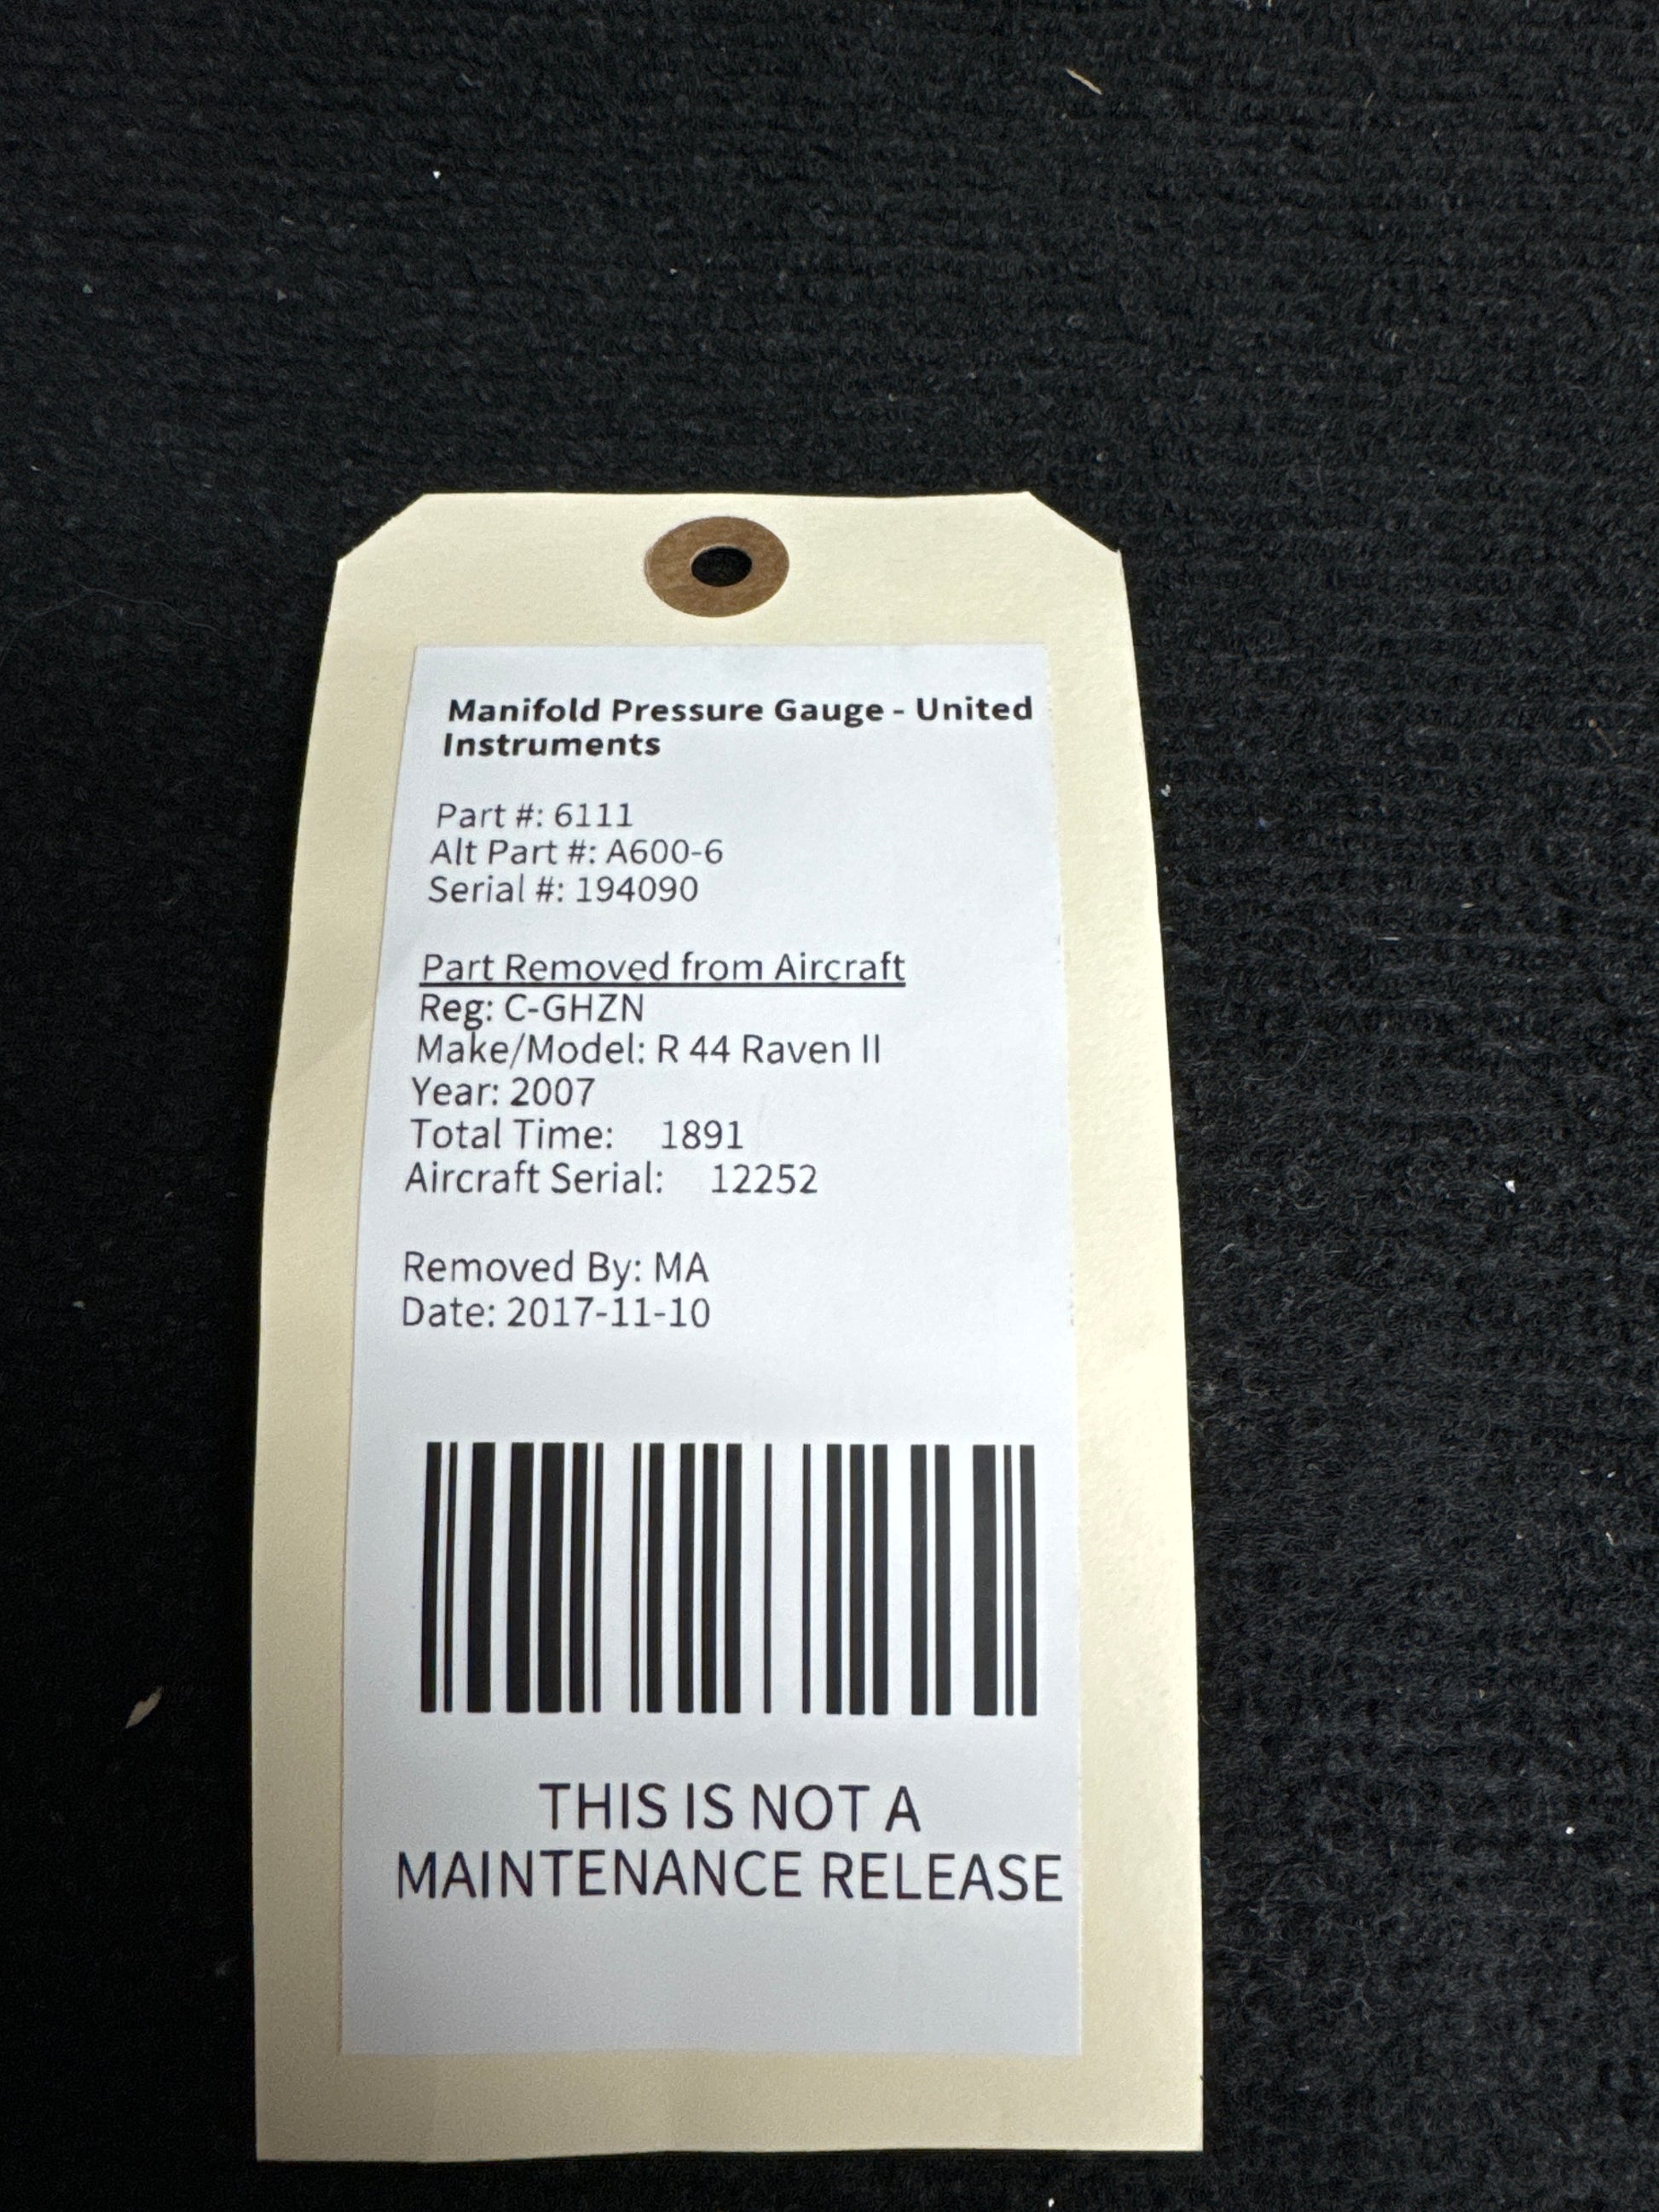 Manifold Pressure Gauge - United
Instruments
Part #: 6111
Alt Part #: A600-6
Serial #: 194090
Part Removed from Aircraft
Reg: C-GHZN
Make/Model: R 44 Raven II
Year: 2007
Total Time: 1891
Aircraft Serial: 12252
Removed By: MA
Date: 2017-11-10
THIS IS NOT A
MAINTENANCE RELEASE